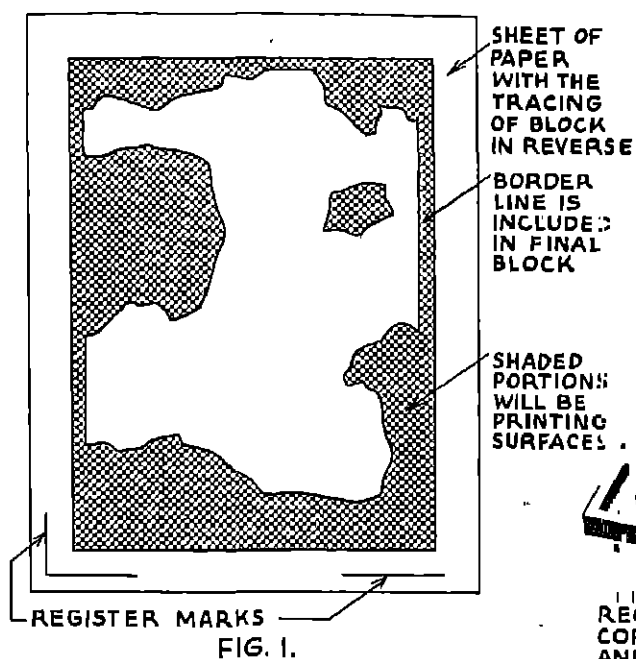 SHEET OF
PAPER
WITH THE
TRACING
OF BLOCK
IN REVERSE
BORDER
LINE IS
INCLUDED
IN FINAL
BLOCK
SHADED
PORTIONS
WILL BE
PRINTING
SURFACES.
REGISTER MARKS
FIG. 1.